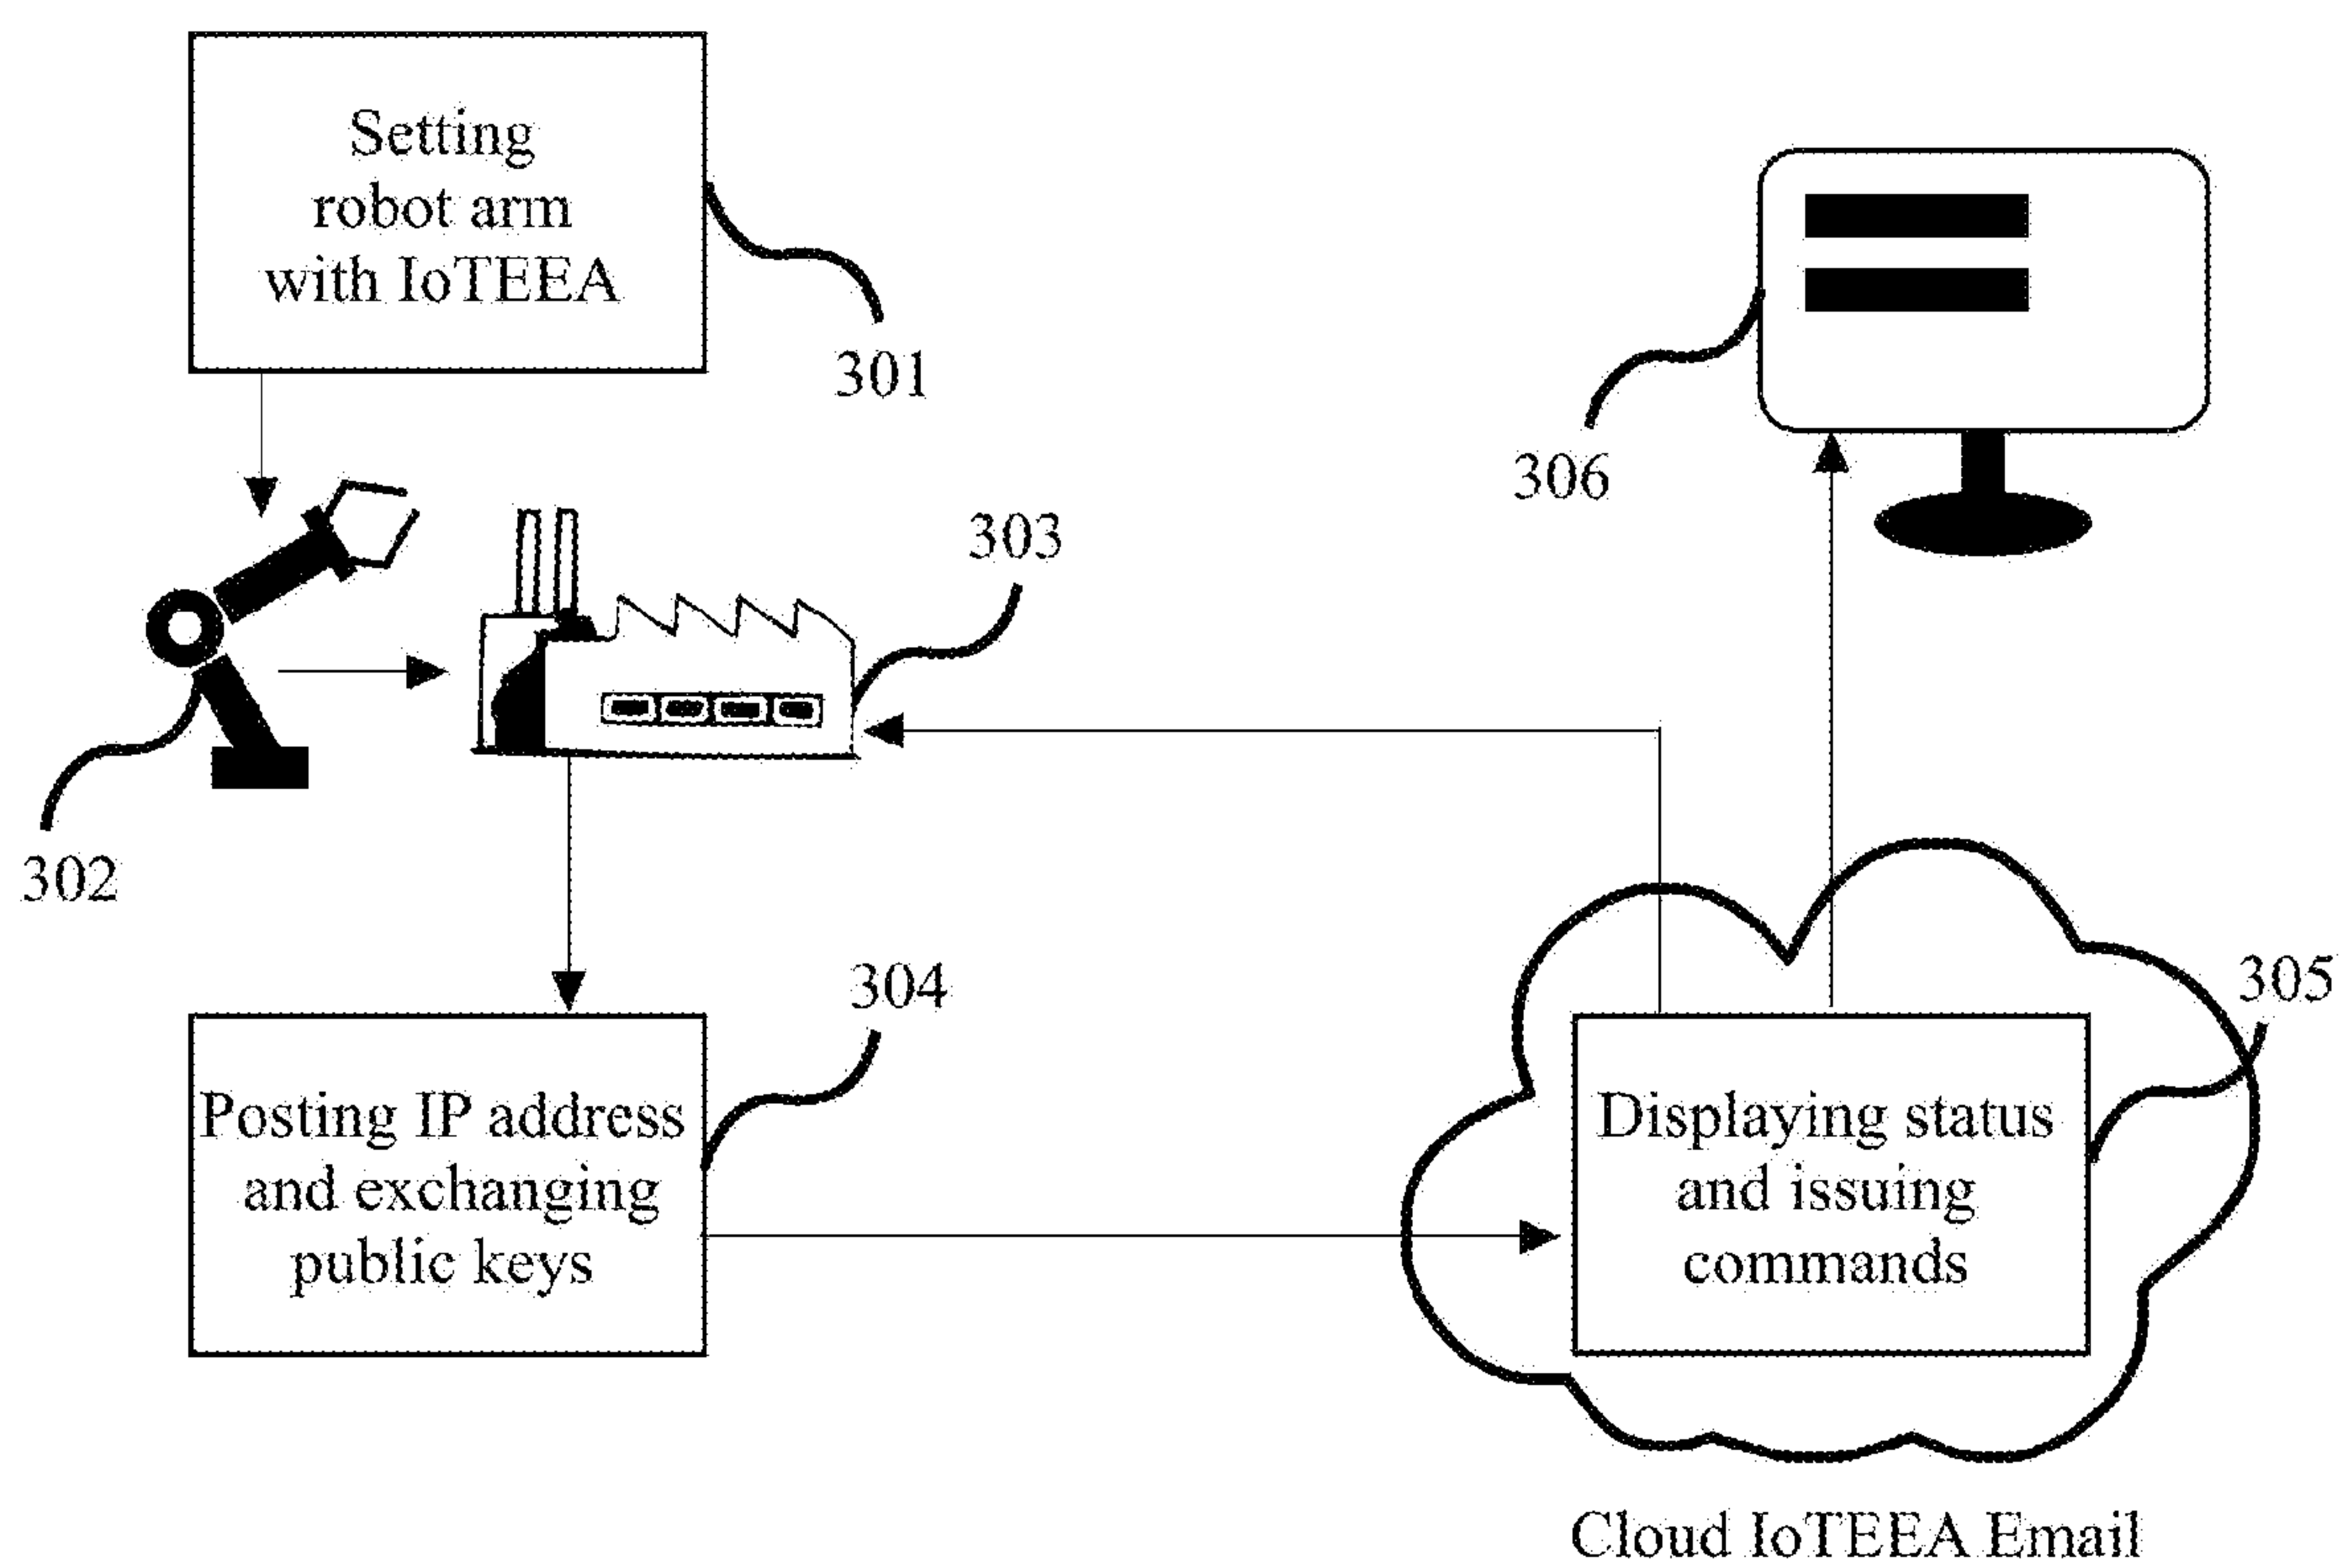 Setting
robot arm
with IoTEEA
301
306
303
302
304
305
Posting IP address
and exchanging
public keys
Displaying status
and issuing
commands
Cloud IoTEEA Email